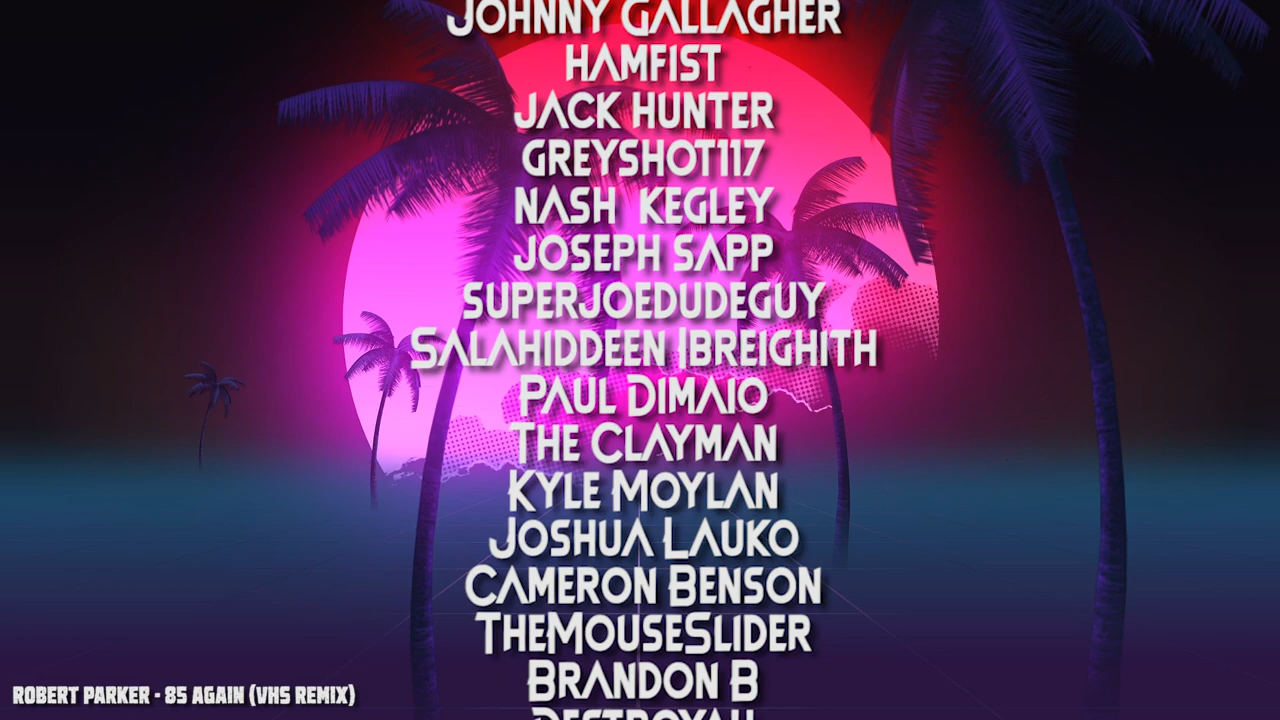 Johnny Gallagher
HAMFIST
JACK HUNTER
GREYSHOT117
NASH KEGLEY
JOSEPH SAPP
SUPERJOEDUDEGUY
Salahiddeen Ibreighith
Paul Dimaio
The Clayman
Kyle Moylan
Joshua Lauko
Cameron Benson
TheMouseSlider
Brandon B
ROBERT PARKER - 85 AGAIN (VHS REMIX)